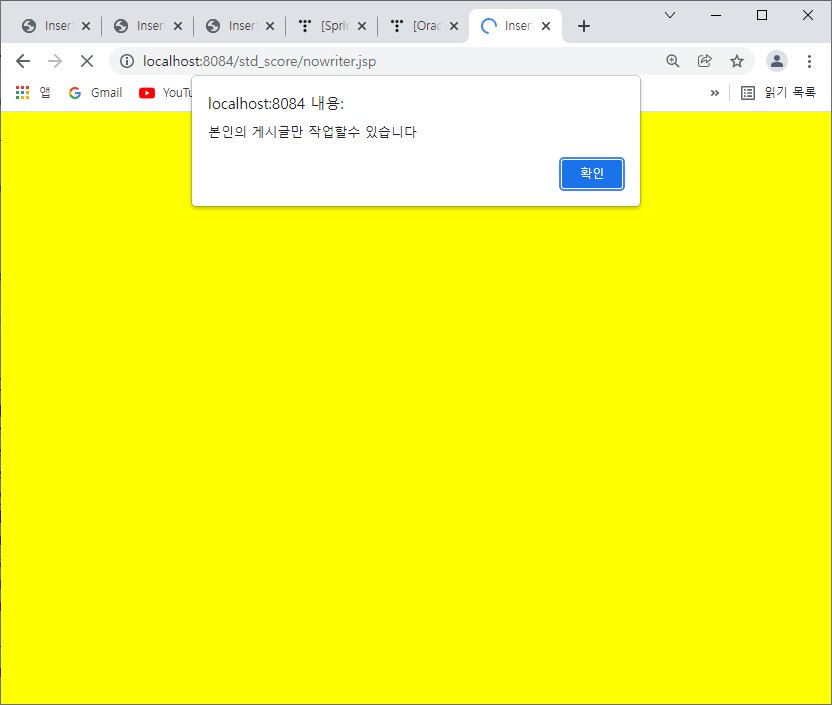 Inser Inser Inser [Sprin [Orac Inser
localhost:8084/std_score/nowriter.jsp
앱 Gmail YouTu » 읽기 목록
localhost:8084 내용:
본인의 게시글만 작업할수 있습니다
확인